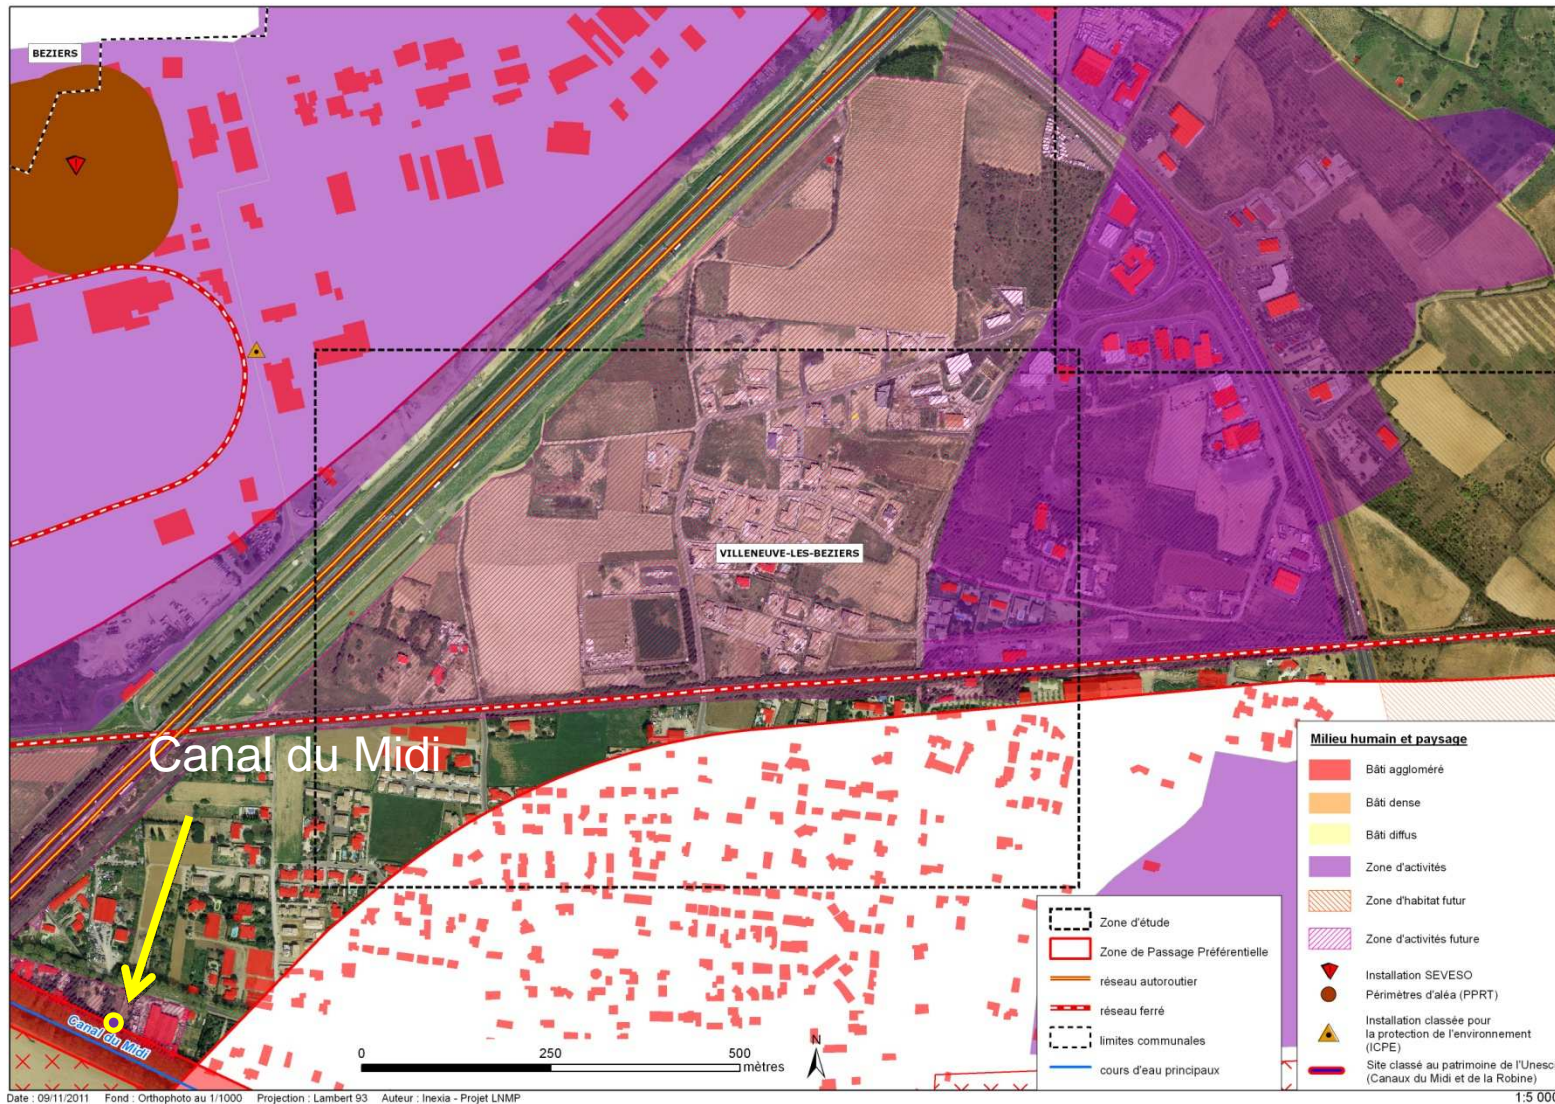 BEZIERS
VILLENEUVE-LES-BEZIERS
Canal du Midi
Canal du Midi
0 250 500
mètres
N
Zone d'étude
Zone de Passage Préférentielle
réseau autoroutier
réseau ferré
limites communales
cours d'eau principaux
Milieu humain et paysage
Bâti aggloméré
Bâti dense
Bâti diffus
Zone d'activités
Zone d'habitat futur
Zone d'activités future
Installation SEVESO
Périmètres d'aléa (PPRT)
Installation classée pour
la protection de l'environnement
(ICPE)
Site classé au patrimoine de l'Unesc
(Canaux du Midi et de la Robine)
Date : 09/11/2011 Fond : Orthophoto au 1/1000 Projection : Lambert 93 Auteur : Inexia - Projet LNMP
1:5 000